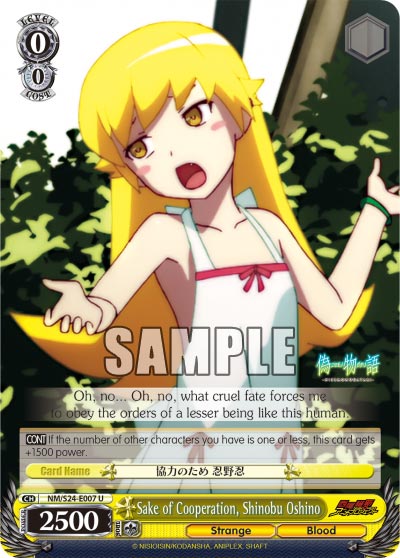 LEVEL
0
0
COST
SAMPLE
偽物語
Oh, no... Oh, no, what cruel fate forces me
to obey the orders of a lesser being like this human.
CONT If the number of other characters you have is one or less, this card gets
+1500 power.
Card Name 協力のため 忍野忍
CH NM/S24-E007 U
POWER 2500 SOUL Sake of Cooperation, Shinobu Oshino
Strange Blood
© NISIOISIN/KODANSHA, ANIPLEX, SHAFT